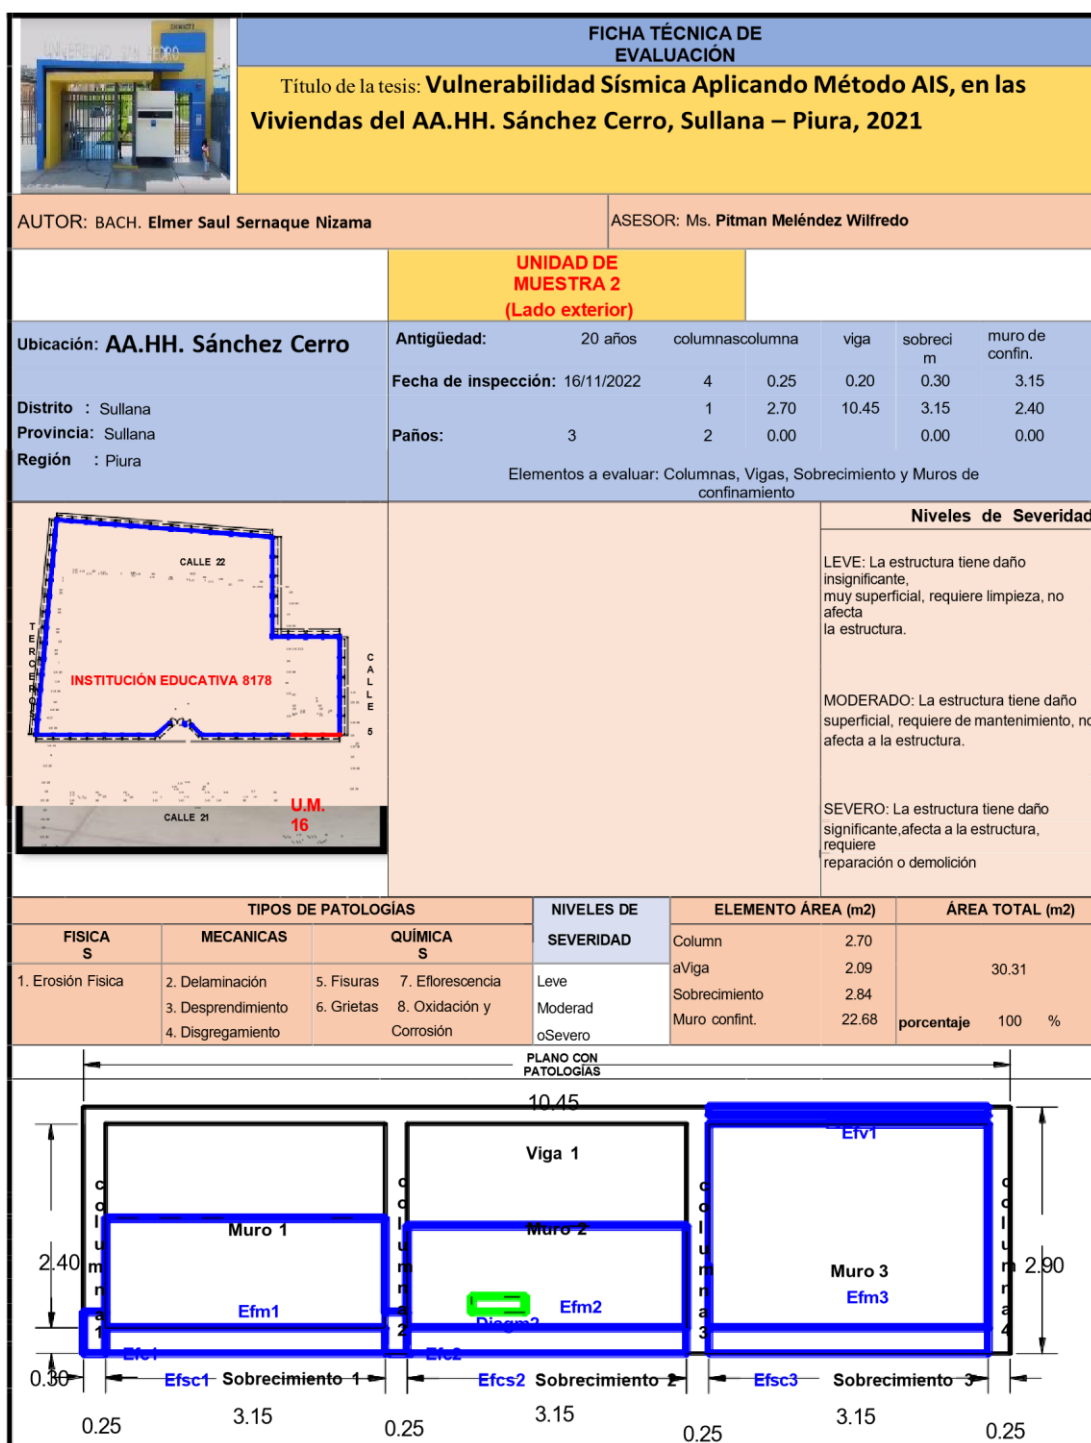 UNIVERSIDAD SAN PEDRO
FICHA TÉCNICA DE
EVALUACIÓN
Título de la tesis: Vulnerabilidad Sísmica Aplicando Método AIS, en las
Viviendas del AA.HH. Sánchez Cerro, Sullana – Piura, 2021
AUTOR: BACH. Elmer Saul Sernaque Nizama
ASESOR: Ms. Pitman Meléndez Wilfredo
UNIDAD DE
MUESTRA 2
(Lado exterior)
Ubicación: AA.HH. Sánchez Cerro
Distrito : Sullana
Provincia: Sullana
Región : Piura
Antigüedad: 20 años columnascolumna viga sobreci
m muro de
confin.
Fecha de inspección: 16/11/2022 4 0.25 0.20 0.30 3.15
1 2.70 10.45 3.15 2.40
Paños: 3 2 0.00 0.00 0.00
Elementos a evaluar: Columnas, Vigas, Sobrecimiento y Muros de
confinamiento
CALLE 22
INSTITUCIÓN EDUCATIVA 8178
CALLE 5
U.M.
16
CALLE 21
Niveles de Severidad
LEVE: La estructura tiene daño
insignificante,
muy superficial, requiere limpieza, no
afecta
la estructura.
MODERADO: La estructura tiene daño
superficial, requiere de mantenimiento, no
afecta a la estructura.
SEVERO: La estructura tiene daño
significante,afecta a la estructura,
requiere
reparación o demolición
TIPOS DE PATOLOGÍAS
NIVELES DE
SEVERIDAD
ELEMENTO ÁREA (m2)
ÁREA TOTAL (m2)
FISICA
S
MECANICAS
QUÍMICA
S
1. Erosión Fisica
2. Delaminación
3. Desprendimiento
4. Disgregamiento
5. Fisuras
6. Grietas
7. Eflorescencia
8. Oxidación y
Corrosión
Leve
Moderad
oSevero
Column 2.70
aViga 2.09
Sobrecimiento 2.84
Muro confint. 22.68
30.31
porcentaje 100 %
PLANO CON
PATOLOGÍAS
10.45
Efv1
Viga 1
columna1
columna2
columna3
columna4
Muro 1
Muro 2
Muro 3
2.40
2.90
Efm1
Efm2
Efm3
Disgm2
Efc1
Efc2
0.30
Efsc1 Sobrecimiento 1
Efcs2 Sobrecimiento 2
Efsc3 Sobrecimiento 3
0.25
3.15
0.25
3.15
0.25
3.15
0.25